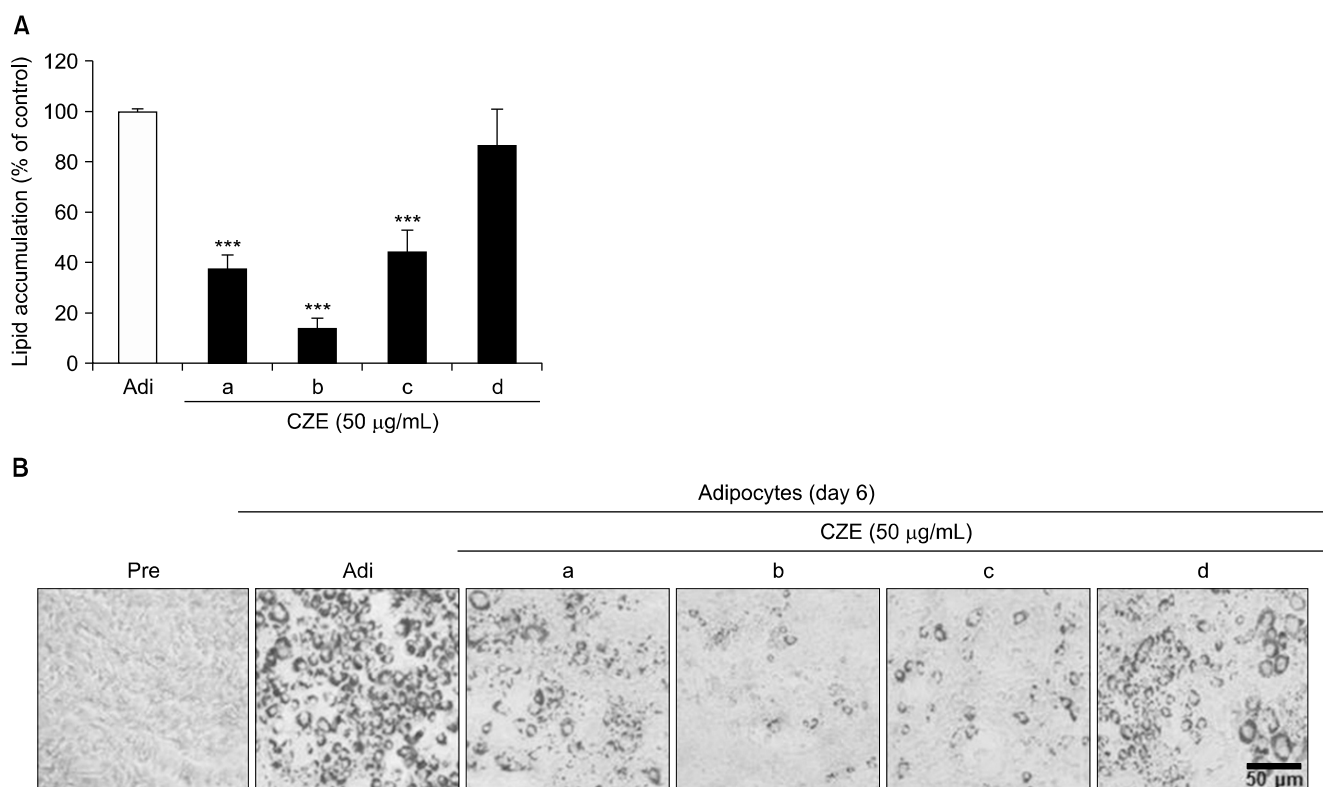 A
Lipid accumulation (% of control)
120
100
80
60
40
20
0
***
***
***
Adi a b c d
CZE (50 μg/mL)
B
Adipocytes (day 6)
CZE (50 μg/mL)
Pre Adi a b c d
50 μm